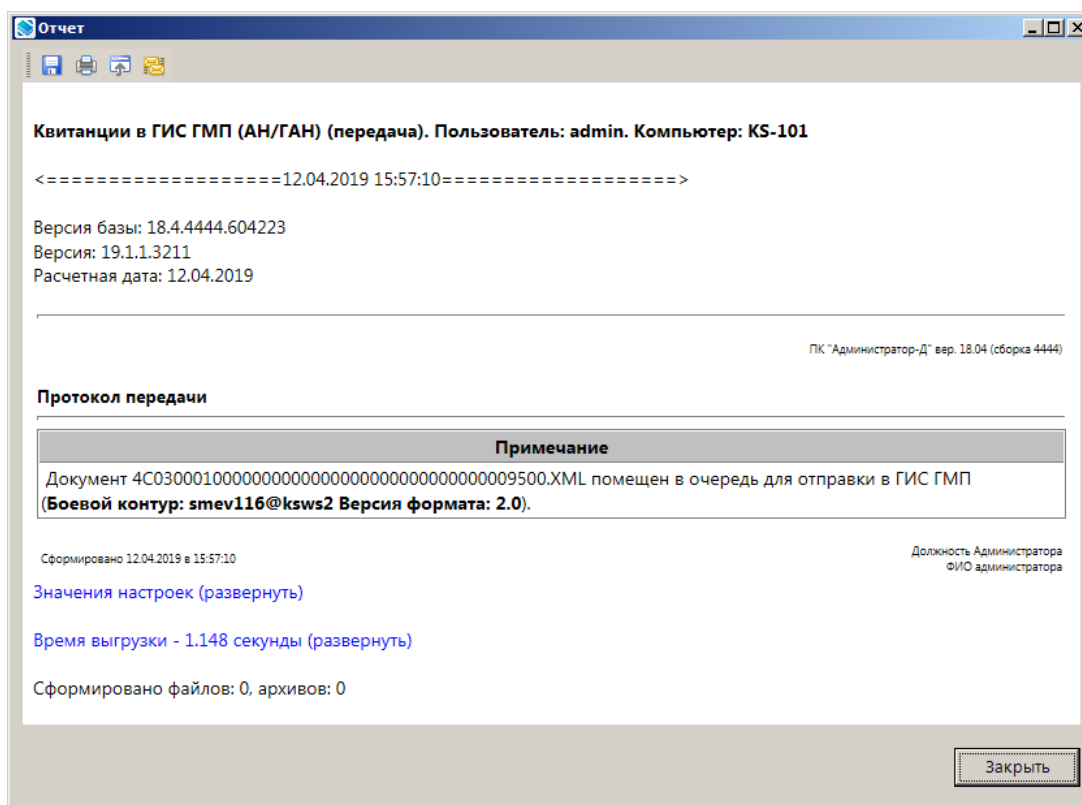 Отчет
Квитанции в ГИС ГМП (АН/ГАН) (передача). Пользователь: admin. Компьютер: KS-101
<===================12.04.2019 15:57:10===================>
Версия базы: 18.4.4444.604223
Версия: 19.1.1.3211
Расчетная дата: 12.04.2019
ПК "Администратор-Д" вер. 18.04 (сборка 4444)
Протокол передачи
Примечание
Документ 4C03000100000000000000000000000000009500.XML помещен в очередь для отправки в ГИС ГМП
(Боевой контур: smev116@ksws2 Версия формата: 2.0).
Сформировано 12.04.2019 в 15:57:10
Должность Администратора
ФИО администратора
Значения настроек (развернуть)
Время выгрузки - 1.148 секунды (развернуть)
Сформировано файлов: 0, архивов: 0
Закрыть